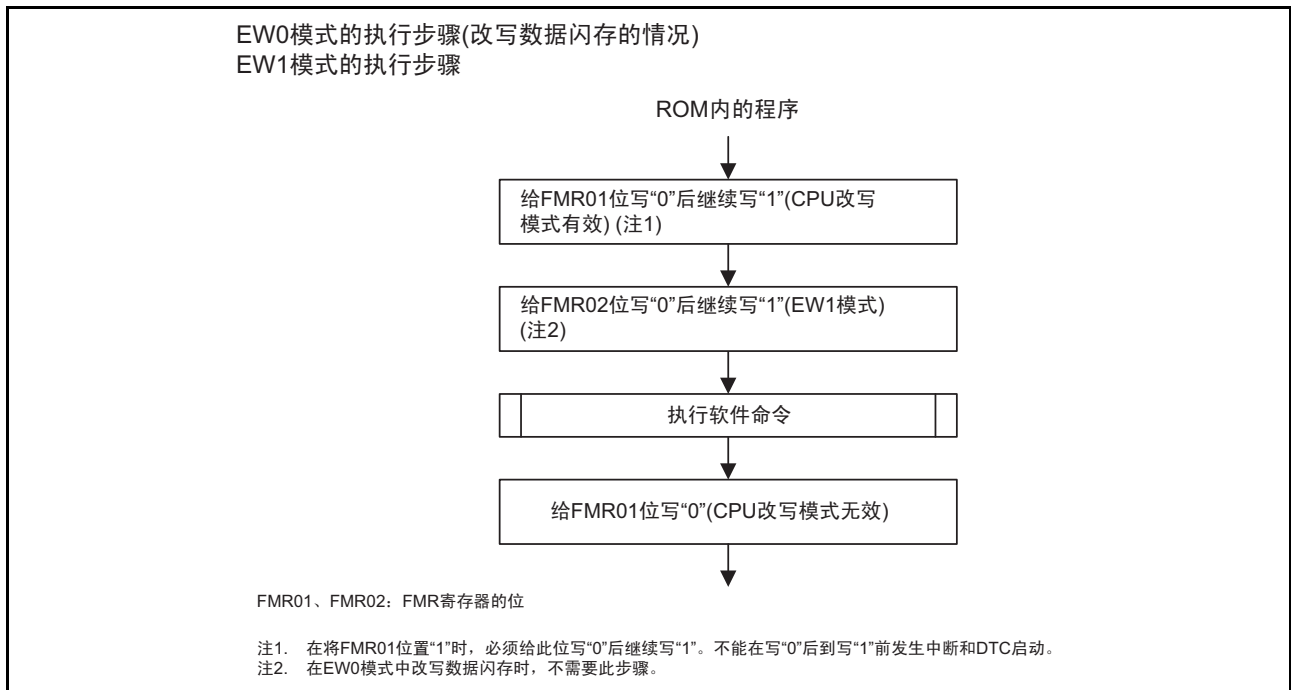 EW0模式的执行步骤(改写数据闪存的情况)
EW1模式的执行步骤
ROM内的程序
给FMR01位写“0”后继续写“1”(CPU改写
模式有效) (注1)
给FMR02位写“0”后继续写“1”(EW1模式)
(注2)
执行软件命令
给FMR01位写“0”(CPU改写模式无效)
FMR01、FMR02：FMR寄存器的位
注1. 在将FMR01位置“1”时，必须给此位写“0”后继续写“1”。不能在写“0”后到写“1”前发生中断和DTC启动。
注2. 在EW0模式中改写数据闪存时，不需要此步骤。